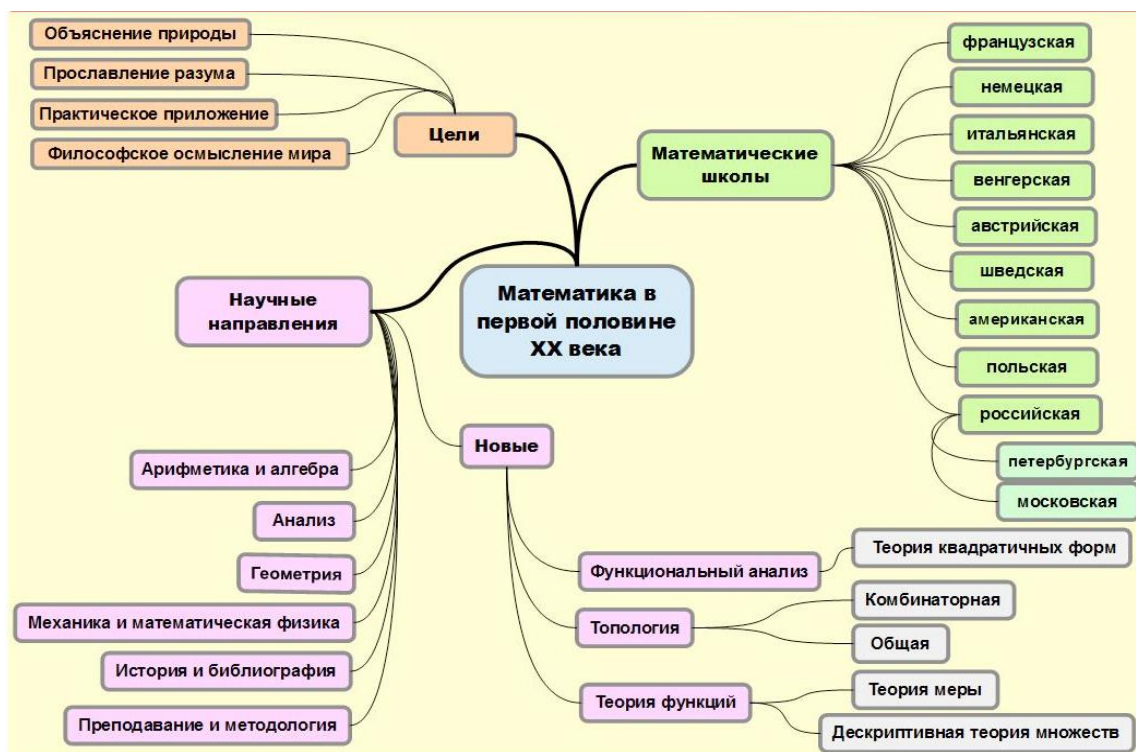 Объяснение природы
Прославление разума
Практическое приложение
Философское осмысление мира
Цели
Математические
школы
французская
немецкая
итальянская
венгерская
австрийская
шведская
американская
польская
российская
петербургская
московская
Математика в
первой половине
XX века
Научные
направления
Арифметика и алгебра
Анализ
Геометрия
Механика и математическая физика
История и библиография
Преподавание и методология
Новые
Функциональный анализ
Теория квадратичных форм
Топология
Комбинаторная
Общая
Теория функций
Теория меры
Дескриптивная теория множеств